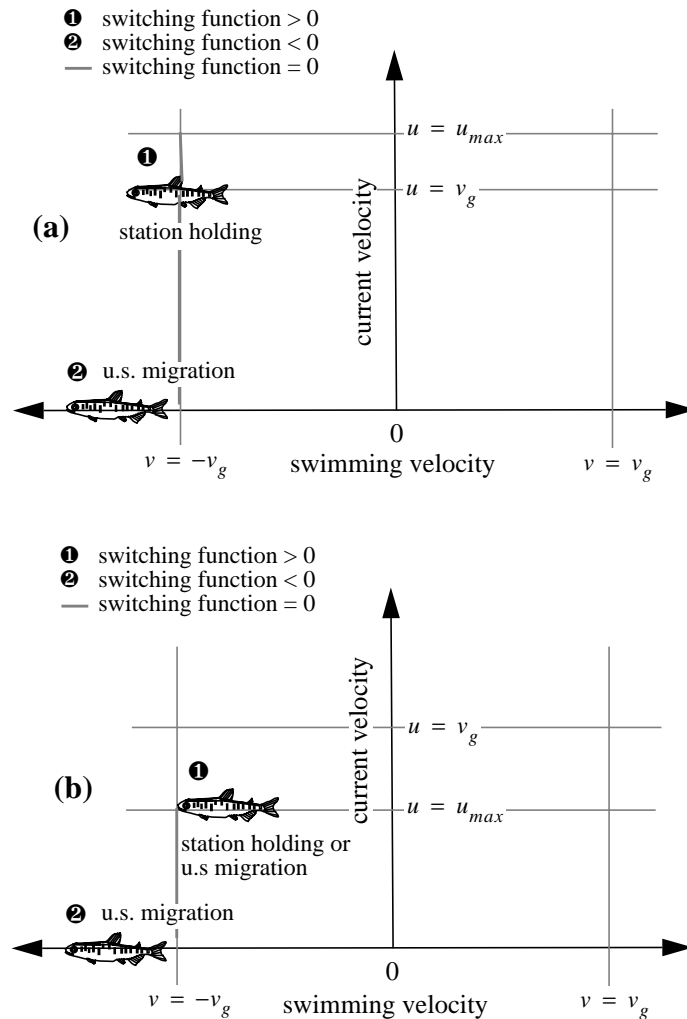 ❶ switching function > 0
❷ switching function < 0
switching function = 0
u = u_max
❶
u = v_g
(a)
station holding
current velocity
❷ u.s. migration
0
v = -v_g
swimming velocity
v = v_g
❶ switching function > 0
❷ switching function < 0
switching function = 0
current velocity
u = v_g
❶
(b)
u = u_max
station holding or
u.s migration
❷ u.s. migration
0
v = -v_g
swimming velocity
v = v_g